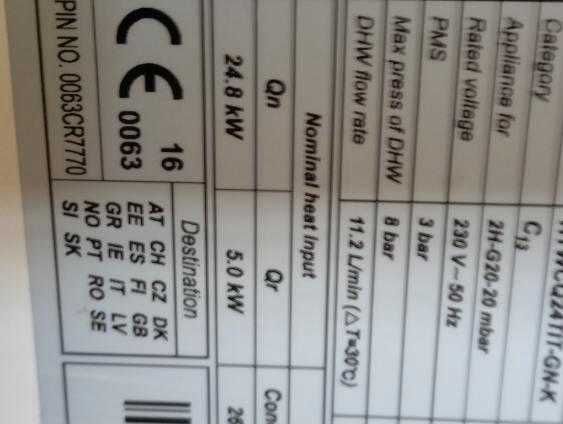 Category C13
Appliance for 2H-G20-20 mbar
Rated voltage 230 V~50 Hz
PMS 3 bar
Max press of DHW 8 bar
DHW flow rate 11.2 L/min (△T=30℃)
Nominal heat Input
Qn Qr
24.8 kW 5.0 kW
CE 16
0063
PIN NO. 0063CR7770
Destination
AT CH CZ DK
EE ES FI GB
GR IE IT LV
NO PT RO SE
SI SK